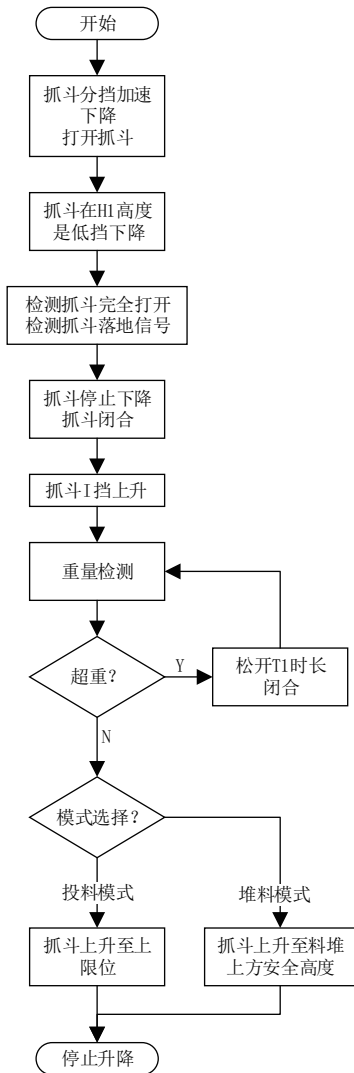 开始
抓斗分挡加速
下降
打开抓斗
抓斗在H1高度
是低挡下降
检测抓斗完全打开
检测抓斗落地信号
抓斗停止下降
抓斗闭合
抓斗I挡上升
重量检测
超重?
Y
松开T1时长
闭合
N
模式选择?
投料模式
堆料模式
抓斗上升至上
限位
抓斗上升至料堆
上方安全高度
停止升降